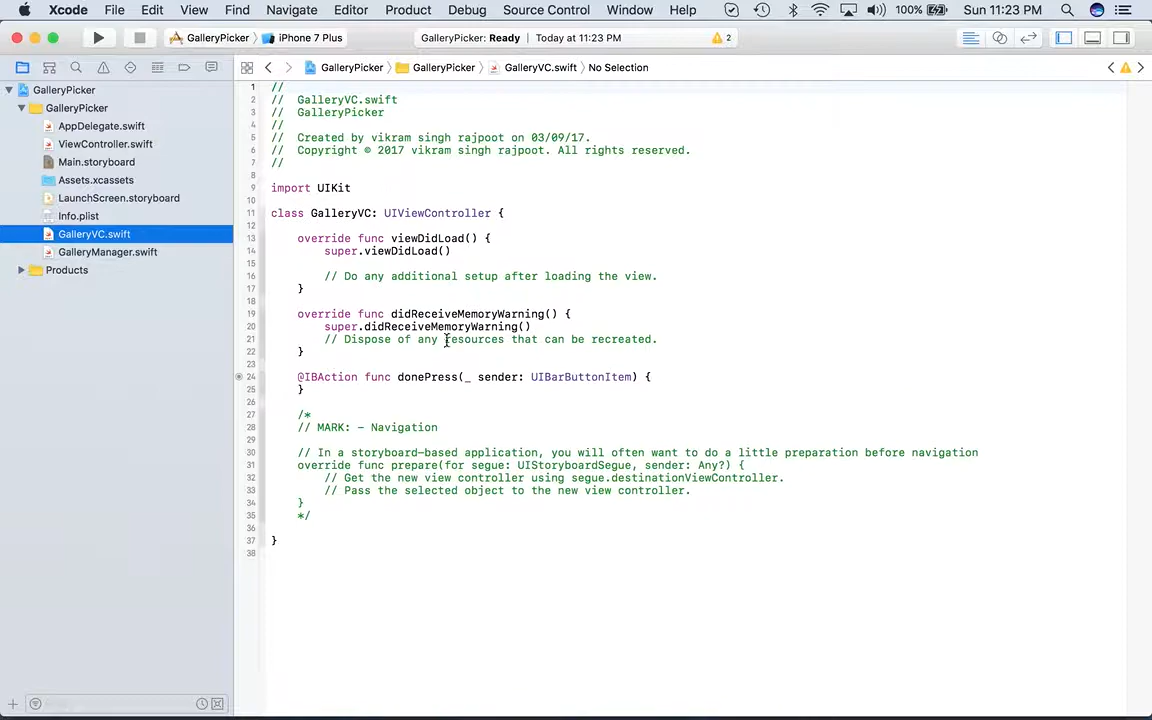 Xcode File Edit View Find Navigate Editor Product Debug Source Control Window Help 100% Sun 11:23 PM
GalleryPicker iPhone 7 Plus GalleryPicker: Ready Today at 11:23 PM 2
GalleryPicker GalleryPicker GalleryVC.swift No Selection
GalleryPicker
GalleryPicker
AppDelegate.swift
ViewController.swift
Main.storyboard
Assets.xcassets
LaunchScreen.storyboard
Info.plist
GalleryVC.swift
GalleryManager.swift
Products
1 //
2 // GalleryVC.swift
3 // GalleryPicker
4 //
5 // Created by vikram singh rajpoot on 03/09/17.
6 // Copyright © 2017 vikram singh rajpoot. All rights reserved.
7 //
8
9 import UIKit
10
11 class GalleryVC: UIViewController {
12
13 override func viewDidLoad() {
14 super.viewDidLoad()
15
16 // Do any additional setup after loading the view.
17 }
18
19 override func didReceiveMemoryWarning() {
20 super.didReceiveMemoryWarning()
21 // Dispose of any resources that can be recreated.
22 }
23
24 @IBAction func donePress(_ sender: UIBarButtonItem) {
25 }
26
27 /*
28 // MARK: - Navigation
29
30 // In a storyboard-based application, you will often want to do a little preparation before navigation
31 override func prepare(for segue: UIStoryboardSegue, sender: Any?) {
32 // Get the new view controller using segue.destinationViewController.
33 // Pass the selected object to the new view controller.
34 }
35 */
36
37 }
38